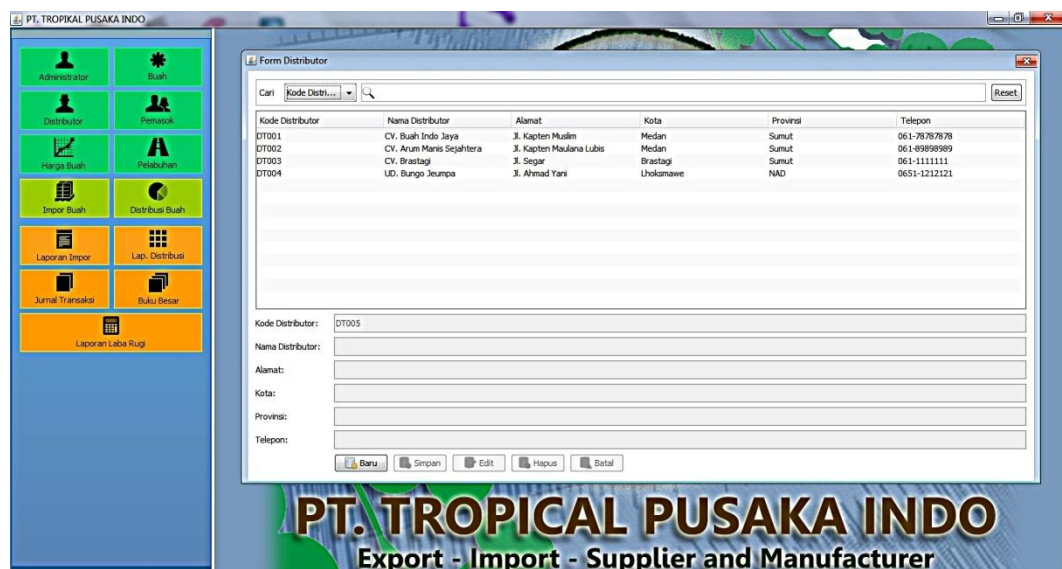 PT. TROPIKAL PUSAKA INDO
Administrator
Buah
Distributor
Pemasok
Harga Buah
Pelabuhan
Impor Buah
Distribusi Buah
Laporan Impor
Lap. Distribusi
Jurnal Transaksi
Buku Besar
Laporan Laba Rugi
Form Distributor
Cari Kode Distri... Reset
Kode Distributor Nama Distributor Alamat Kota Provinsi Telepon
DT001 CV. Buah Indo Jaya Jl. Kapten Muslim Medan Sumut 061-78787878
DT002 CV. Arum Manis Sejahtera Jl. Kapten Maulana Lubis Medan Sumut 061-89898989
DT003 CV. Brastagi Jl. Segar Brastagi Sumut 061-1111111
DT004 UD. Bungo Jeumpa Jl. Ahmad Yani Lhoksmawe NAD 0651-1212121
Kode Distributor: DT005
Nama Distributor:
Alamat:
Kota:
Provinsi:
Telepon:
Baru Simpan Edit Hapus Batal
PT. TROPICAL PUSAKA INDO
Export - Import - Supplier and Manufacturer